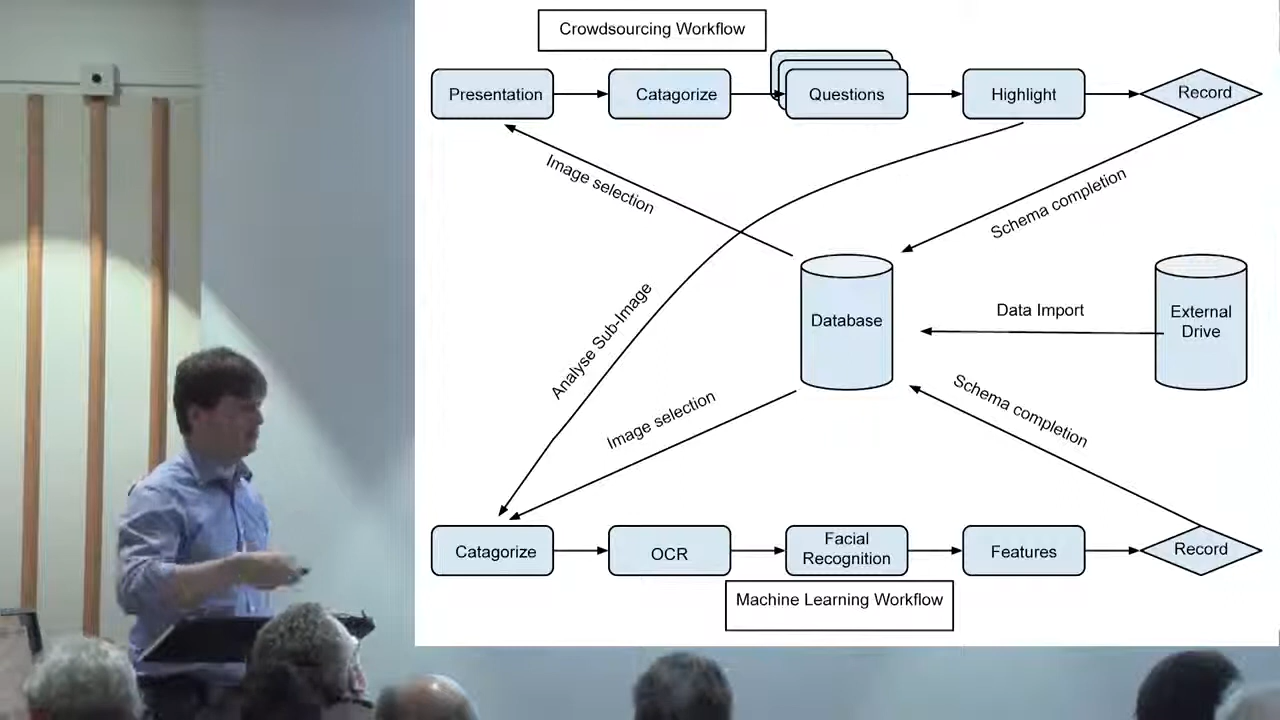 Crowdsourcing Workflow
Presentation
Catagorize
Questions
Highlight
Record
Image selection
Schema completion
Analyse Sub-Image
Database
Data Import
External
Drive
Image selection
Schema completion
Catagorize
OCR
Facial
Recognition
Features
Record
Machine Learning Workflow